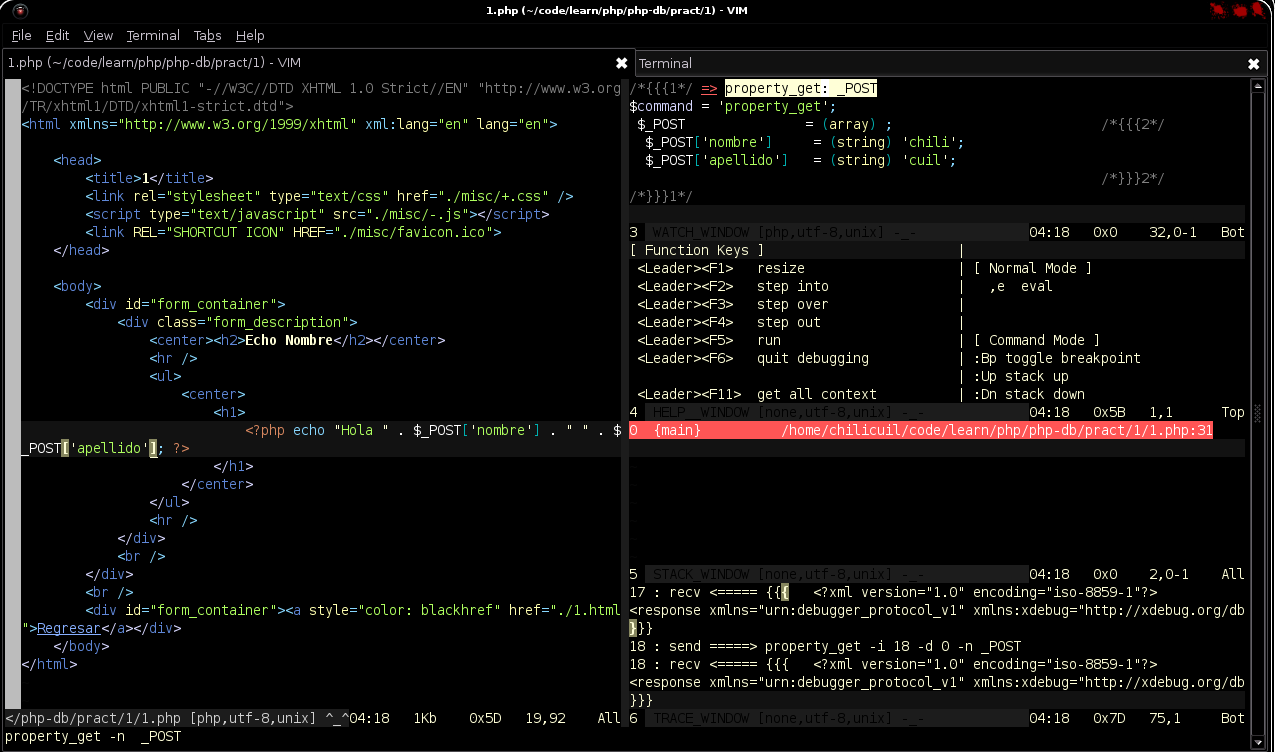 1.php (~/code/learn/php/php-db/pract/1) - VIM
File Edit View Terminal Tabs Help
1.php (~/code/learn/php/php-db/pract/1) - VIM
<!DOCTYPE html PUBLIC "-//W3C//DTD XHTML 1.0 Strict//EN" "http://www.w3.org
/TR/xhtml1/DTD/xhtml1-strict.dtd">
<html xmlns="http://www.w3.org/1999/xhtml" xml:lang="en" lang="en">
<head>
<title>1</title>
<link rel="stylesheet" type="text/css" href="./misc/+.css" />
<script type="text/javascript" src="./misc/-.js"></script>
<link REL="SHORTCUT ICON" HREF="./misc/favicon.ico">
</head>
<body>
<div id="form_container">
<div class="form_description">
<center><h2>Echo Nombre</h2></center>
<hr />
<ul>
<center>
<h1>
<?php echo "Hola " . $_POST['nombre'] . " " . $
_POST['apellido']; ?>
</h1>
</center>
</ul>
<hr />
</div>
<br />
</div>
<br />
<div id="form_container"><a style="color: blackhref" href="./1.html
">Regresar</a></div>
</body>
</html>
</php-db/pract/1/1.php [php,utf-8,unix] ^_^04:18 1Kb 0x5D 19,92 All
property_get -n _POST
Terminal
/*{{{1*/ => property_get: _POST
$command = 'property_get';
$_POST = (array) ; /*{{{2*/
$_POST['nombre'] = (string) 'chili';
$_POST['apellido'] = (string) 'cuil';
/*}}}2*/
/*}}}1*/
3 WATCH_WINDOW [php,utf-8,unix] -_- 04:18 0x0 32,0-1 Bot
[ Function Keys ] |
<Leader><F1> resize | [ Normal Mode ]
<Leader><F2> step into | ,e eval
<Leader><F3> step over |
<Leader><F4> step out |
<Leader><F5> run | [ Command Mode ]
<Leader><F6> quit debugging | :Bp toggle breakpoint
| :Up stack up
<Leader><F11> get all context | :Dn stack down
4 HELP__WINDOW [none,utf-8,unix] -_- 04:18 0x5B 1,1 Top
0 {main} /home/chilicuil/code/learn/php/php-db/pract/1/1.php:31
5 STACK_WINDOW [none,utf-8,unix] -_- 04:18 0x0 2,0-1 All
17 : recv <===== {{{ <?xml version="1.0" encoding="iso-8859-1"?>
<response xmlns="urn:debugger_protocol_v1" xmlns:xdebug="http://xdebug.org/db
}}}
18 : send =====> property_get -i 18 -d 0 -n _POST
18 : recv <===== {{{ <?xml version="1.0" encoding="iso-8859-1"?>
<response xmlns="urn:debugger_protocol_v1" xmlns:xdebug="http://xdebug.org/db
}}}
6 TRACE_WINDOW [none,utf-8,unix] -_- 04:18 0x7D 75,1 Bot